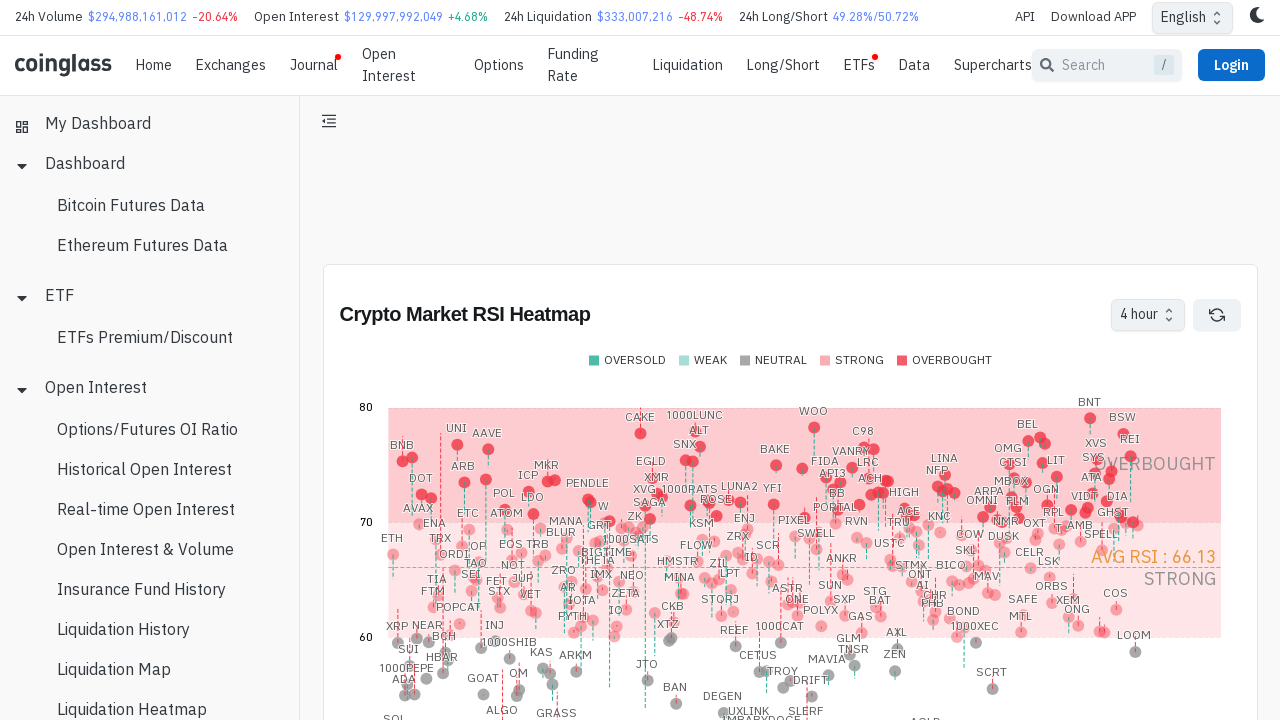 24h Volume $294,988,161,012 -20.64% Open Interest $129,997,992,049 +4.68% 24h Liquidation $333,007,216 -48.74% 24h Long/Short 49.28%/50.72% API Download APP English
coinglass Home Exchanges Journal Open Interest Options Funding Rate Liquidation Long/Short ETFs Data Supercharts Search / Login
My Dashboard
Dashboard
Bitcoin Futures Data
Ethereum Futures Data
ETF
ETFs Premium/Discount
Open Interest
Options/Futures OI Ratio
Historical Open Interest
Real-time Open Interest
Open Interest & Volume
Insurance Fund History
Liquidation History
Liquidation Map
Liquidation Heatmap
Crypto Market RSI Heatmap 4 hour
OVERSOLD WEAK NEUTRAL STRONG OVERBOUGHT
BNT
80
CAKE 1000LUNC WOO BSW
UNI AAVE ALT C98 BEL
BNB SNX BAKE VANRY OMG XVS REI
ARB MKR EGLD FIDA LRC LINA CTSI LIT SYS OVERBOUGHT
DOT ICP PENDLE XMR API3 ACH NFP MBOX ATA
POL LDO XVG 1000RATS LUNA2 YFI BB HIGH ARPA OGN VIDT DIA
AVAX ETC ATOM W SAGA ROSE PORTAL ACE OMNI FLM RPL GHST
70
ENA MANA GRT ZK KSM ENJ PIXEL RVN TRU KNC NMR OXT T AMB
ETH TRX BLUR 1000SATS ZRX SWELL COW DUSK SPELL
ORDI OP EOS TRB BIGTIME FLOW SCR USTC SKL CELR AVG RSI : 66.13
TAO NOT THETA HMSTR ZIL ID ANKR STMX BICO LSK
TIA SEI FET JUP ZRO IMX NEO MINA LPT ONT MAV STRONG
FTM STX VET AR ZETA ASTR SUN STG AI ORBS COS
POPCAT IOTA CKB STORJ ONE SXP BAT CHR PHB SAFE XEM
PYTH IO POLYX GAS BOND MTL ONG
XRP NEAR INJ XTZ REEF 1000CAT AXL 1000XEC LOOM
60
SUI BCH 1000SHIB KAS ARKM CETUS GLM TNSR ZEN
1000PEPE HBAR JTO MAVIA
ADA GOAT OM BAN TROY DRIFT SCRT
ALGO GRASS DEGEN UXLINK SLERF
SOL 1MBABYDOGE